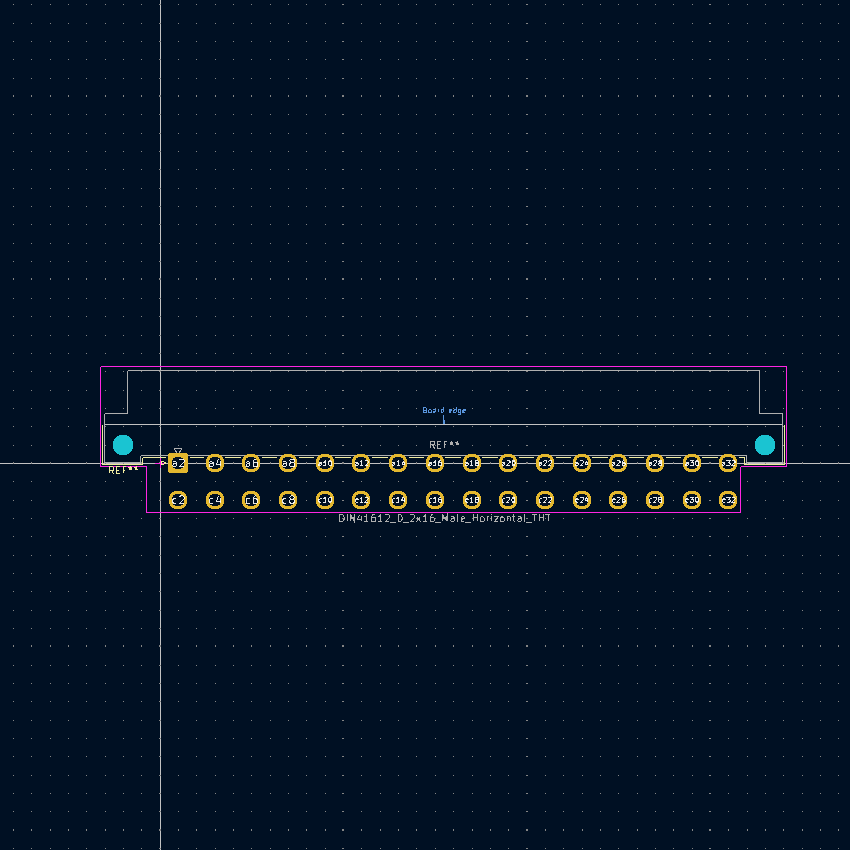 Board edge
REF**
a2 a4 a6 a8 a10 a12 a14 a16 a18 a20 a22 a24 a26 a28 a30 a32
REF**
c2 c4 c6 c8 c10 c12 c14 c16 c18 c20 c22 c24 c26 c28 c30 c32
DIN41612_D_2x16_Male_Horizontal_THT